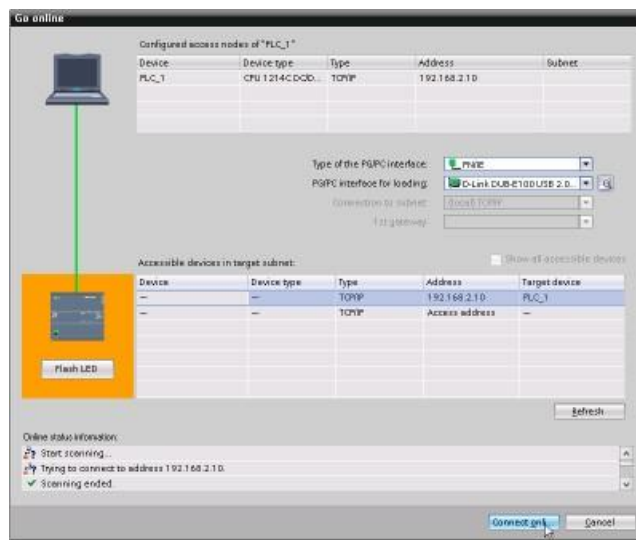 Go online
Configured access nodes of "PLC_1"
Device Device type Type Address Subnet
PLC_1 CPU 1214C DC/D... TCP/IP 192.168.2.10
Type of the PG/PC interface: PN/IE
PG/PC interface for loading: D-Link DUB-E100 USB 2.0...
Connection to subnet: (local) TCP/IP
1st gateway:
Accessible devices in target subnet: Show all accessible devices
Device Device type Type Address Target device
— — TCP/IP 192.168.2.10 PLC_1
— — TCP/IP Access address —
Flash LED
Refresh
Online status information:
Start scanning...
Trying to connect to address 192.168.2.10.
Scanning ended.
Connect onli... Cancel